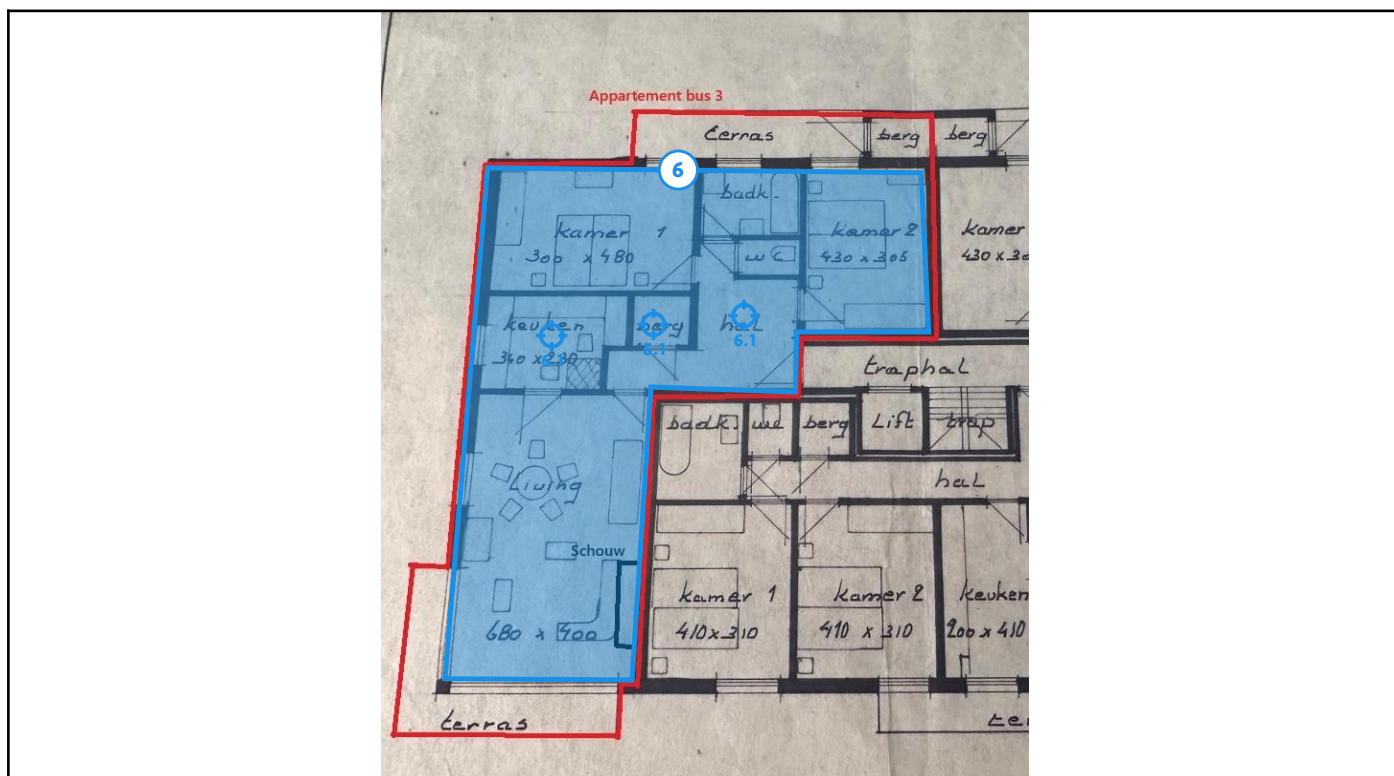 Appartement bus 3
terras
berg
berg
6
badk.
kamer 1
300 x 480
wc
kamer 2
430 x 305
kamer
430 x 30
keuken
340 x 230
berg
6.1
hal
6.1
traphal
badk.
wc
berg
Lift
trap
hal
Living
Schouw
680 x 400
kamer 1
410 x 310
kamer 2
410 x 310
keuken
200 x 410
terras
te